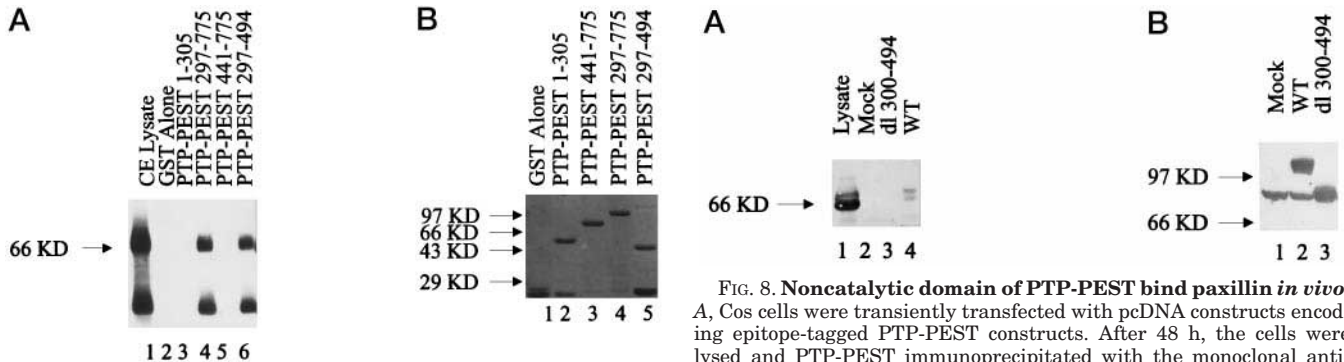 A
CE Lysate
GST Alone
PTP-PEST 1-305
PTP-PEST 297-775
PTP-PEST 441-775
PTP-PEST 297-494
66 KD
1 2 3 4 5 6
B
GST Alone
PTP-PEST 1-305
PTP-PEST 441-775
PTP-PEST 297-775
PTP-PEST 297-494
97 KD
66 KD
43 KD
29 KD
1 2 3 4 5
A
Lysate
Mock
dl 300-494
WT
66 KD
1 2 3 4
B
Mock
WT
dl 300-494
97 KD
66 KD
1 2 3
FIG. 8. Noncatalytic domain of PTP-PEST bind paxillin in vivo
A, Cos cells were transiently transfected with pcDNA constructs encod-
ing epitope-tagged PTP-PEST constructs. After 48 h, the cells were
lysed and PTP-PEST immunoprecipitated with the monoclonal anti-